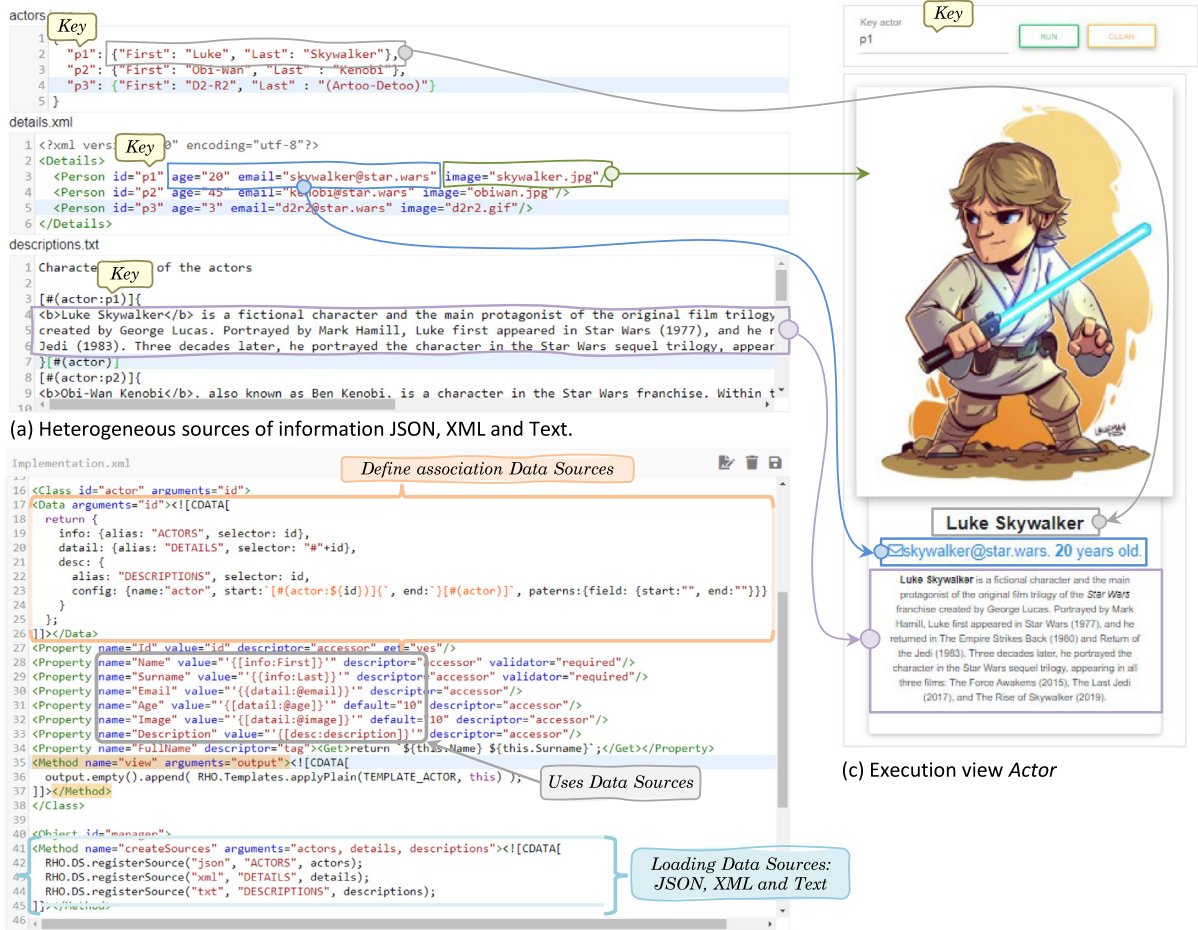 actors.j
Key
1
2 "p1": {"First": "Luke", "Last": "Skywalker"},
3 "p2": {"First": "Obi-Wan", "Last" : "Kenobi"},
4 "p3": {"First": "D2-R2", "Last" : "(Artoo-Detoo)"}
5 }
details.xml
Key
1 <?xml vers 0" encoding="utf-8"?>
2 <Details>
3 <Person id="p1" age="20" email="skywalker@star.wars" image="skywalker.jpg"/
4 <Person id="p2" age="45" email="kenobi@star.wars" image="obiwan.jpg"/>
5 <Person id="p3" age="3" email="d2r2@star.wars" image="d2r2.gif"/>
6 </Details>
descriptions.txt
Key
1 Characte of the actors
2
3 [#(actor:p1)]{
4 <b>Luke Skywalker</b> is a fictional character and the main protagonist of the original film trilogy
5 created by George Lucas. Portrayed by Mark Hamill, Luke first appeared in Star Wars (1977), and he r
6 Jedi (1983). Three decades later, he portrayed the character in the Star Wars sequel trilogy, appear
7 }[#(actor)]
8 [#(actor:p2)]{
9 <b>Obi-Wan Kenobi</b>, also known as Ben Kenobi, is a character in the Star Wars franchise. Within t
10
(a) Heterogeneous sources of information JSON, XML and Text.
Implementation.xml
Define association Data Sources
15
16 <Class id="actor" arguments="id">
17 <Data arguments="id"><![CDATA[
18 return {
19 info: {alias: "ACTORS", selector: id},
20 datail: {alias: "DETAILS", selector: "#"+id},
21 desc: {
22 alias: "DESCRIPTIONS", selector: id,
23 config: {name:"actor", start:`[#(actor:${id})]{`, end:`}[#(actor)]`, paterns:{field: {start:"", end:""}}}
24 }
25 };
26 ]]></Data>
27 <Property name="Id" value="id" descriptor="accessor" get="yes"/>
28 <Property name="Name" value="'{{[info:First]}}'" descriptor="accessor" validator="required"/>
29 <Property name="Surname" value="'{{[info:Last]}}'" descriptor="accessor" validator="required"/>
30 <Property name="Email" value="'{{[datail:@email]}}'" descriptor="accessor"/>
31 <Property name="Age" value="'{{[datail:@age]}}'" default="10" descriptor="accessor"/>
32 <Property name="Image" value="'{{[datail:@image]}}'" default="10" descriptor="accessor"/>
33 <Property name="Description" value="'{{[desc:description]}}'" descriptor="accessor"/>
34 <Property name="FullName" descriptor="tag"><Get>return `${this.Name} ${this.Surname}`;</Get></Property>
35 <Method name="view" arguments="output"><![CDATA[
36 output.empty().append( RHO.Templates.applyPlain(TEMPLATE_ACTOR, this) );
37 ]]></Method>
38 </Class>
39
40 <Object id="manager">
41 <Method name="createSources" arguments="actors, details, descriptions"><![CDATA[
42 RHO.DS.registerSource("json", "ACTORS", actors);
43 RHO.DS.registerSource("xml", "DETAILS", details);
44 RHO.DS.registerSource("txt", "DESCRIPTIONS", descriptions);
45 ]]></Method>
46
Uses Data Sources
Loading Data Sources:
JSON, XML and Text
Key actor
Key
p1
RUN
CLEAN
Luke Skywalker
skywalker@star.wars. 20 years old.
Luke Skywalker is a fictional character and the main
protagonist of the original film trilogy of the Star Wars
franchise created by George Lucas. Portrayed by Mark
Hamill, Luke first appeared in Star Wars (1977), and he
returned in The Empire Strikes Back (1980) and Return of
the Jedi (1983). Three decades later, he portrayed the
character in the Star Wars sequel trilogy, appearing in all
three films: The Force Awakens (2015), The Last Jedi
(2017), and The Rise of Skywalker (2019).
(c) Execution view Actor